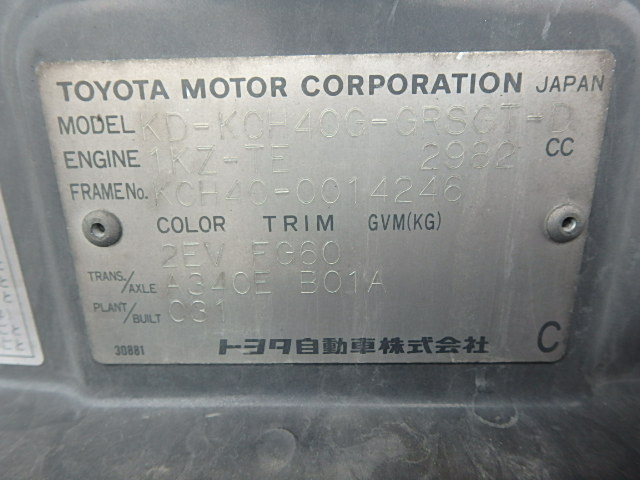 TOYOTA MOTOR CORPORATION JAPAN
MODEL KD-KCH40G-GRSGT-D
ENGINE 1KZ-TE 2982 CC
FRAME No. KCH40-0014246
COLOR TRIM GVM(KG)
2EV FG60
TRANS./AXLE A340E B01A
PLANT/BUILT C31
30881 トヨタ自動車株式会社 C